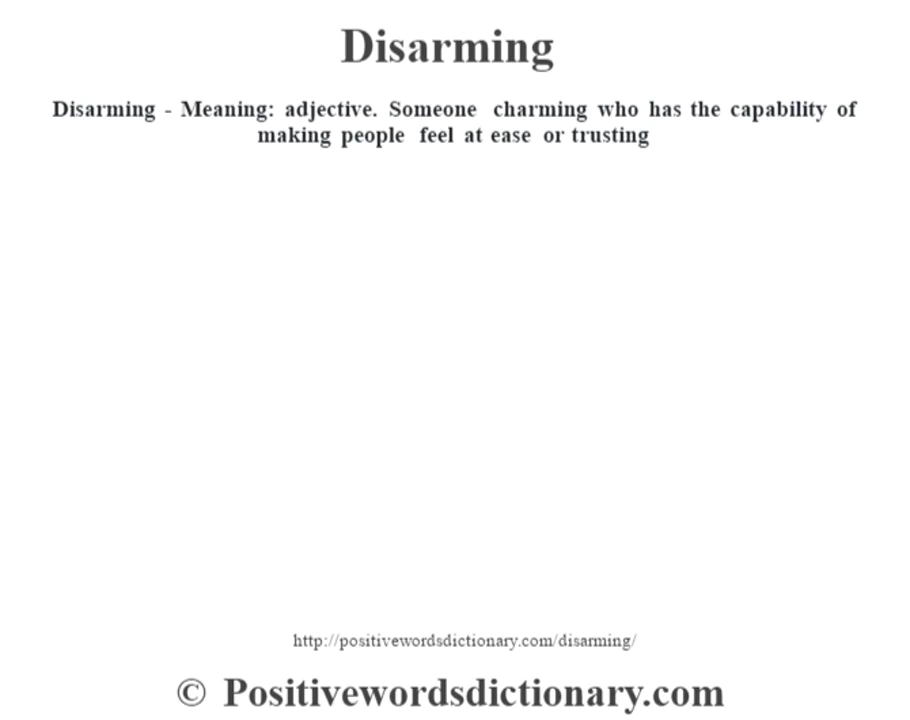 Disarming
Disarming - Meaning: adjective. Someone charming who has the capability of
making people feel at ease or trusting
http://positivewordsdictionary.com/disarming/
© Positivewordsdictionary.com